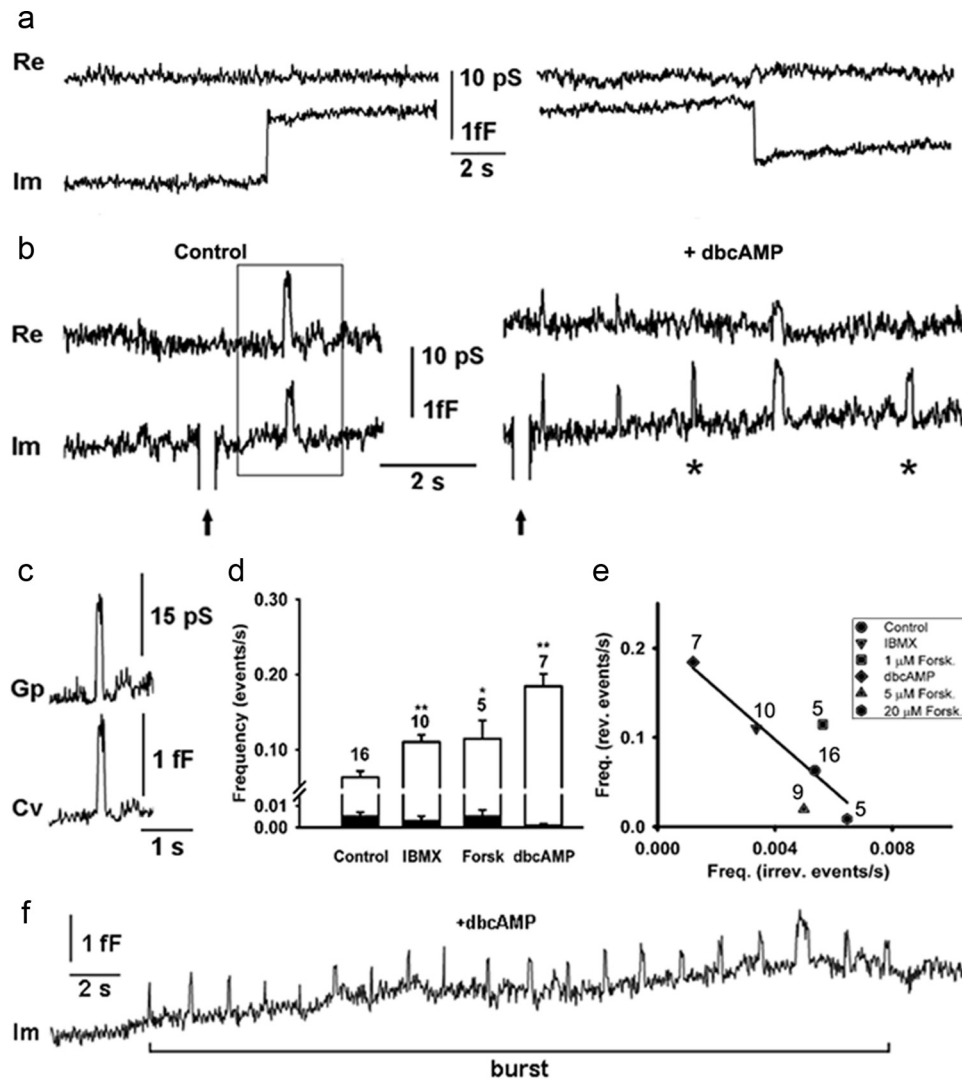 a
Re
10 pS
1fF
2 s
Im
b
Control
+ dbcAMP
Re
10 pS
1fF
Im
2 s
*
*
c
15 pS
Gp
1 fF
Cv
1 s
d
Frequency (events/s)
0.30
0.20
0.10
0.01
0.00
16
**
10
*
5
**
7
Control
IBMX
Forsk
dbcAMP
e
Freq. (rev. events/s)
0.2
0.1
0.0
7
10
5
16
9
5
Control
IBMX
1 µM Forsk.
dbcAMP
5 µM Forsk.
20 µM Forsk.
0.000
0.004
0.008
Freq. (irrev. events/s)
f
1 fF
2 s
+dbcAMP
Im
burst